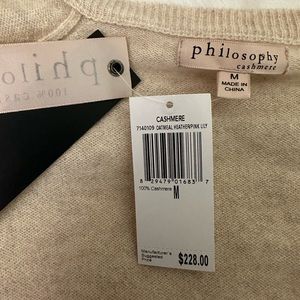 philosophy
cashmere
M
MADE IN
CHINA
philo
100% cas
CASHMERE
7140109 OATMEAL HEATHER/PINK LILY
8 29479 01683 7
100% Cashmere
M
Manufacturer's
Suggested
Price
$228.00